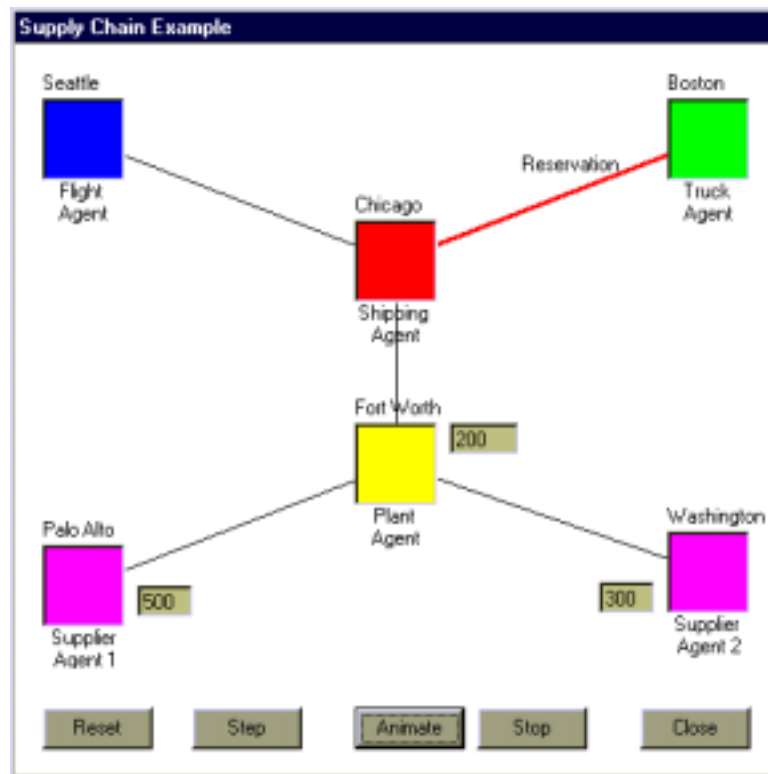 Supply Chain Example
Seattle
Boston
Flight
Agent
Reservation
Truck
Agent
Chicago
Shipping
Agent
Fort Worth
200
Plant
Agent
Palo Alto
Washington
500
300
Supplier
Agent 1
Supplier
Agent 2
Reset
Step
Animate
Stop
Close